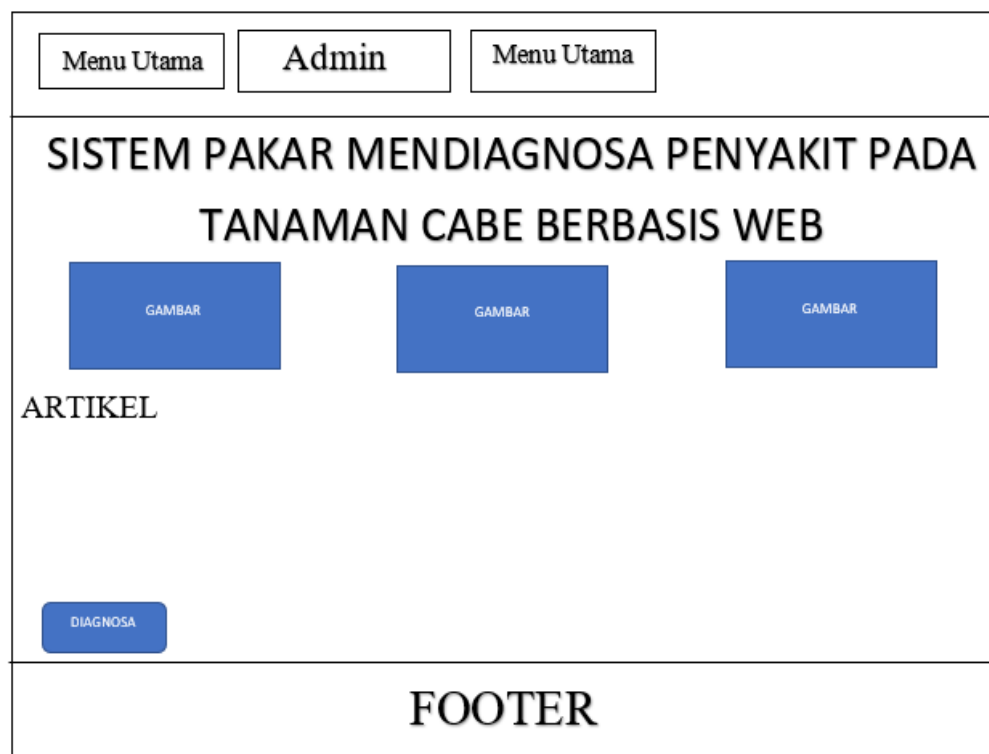 Menu Utama
Admin
Menu Utama
SISTEM PAKAR MENDIAGNOSA PENYAKIT PADA
TANAMAN CABE BERBASIS WEB
GAMBAR
GAMBAR
GAMBAR
ARTIKEL
DIAGNOSA
FOOTER